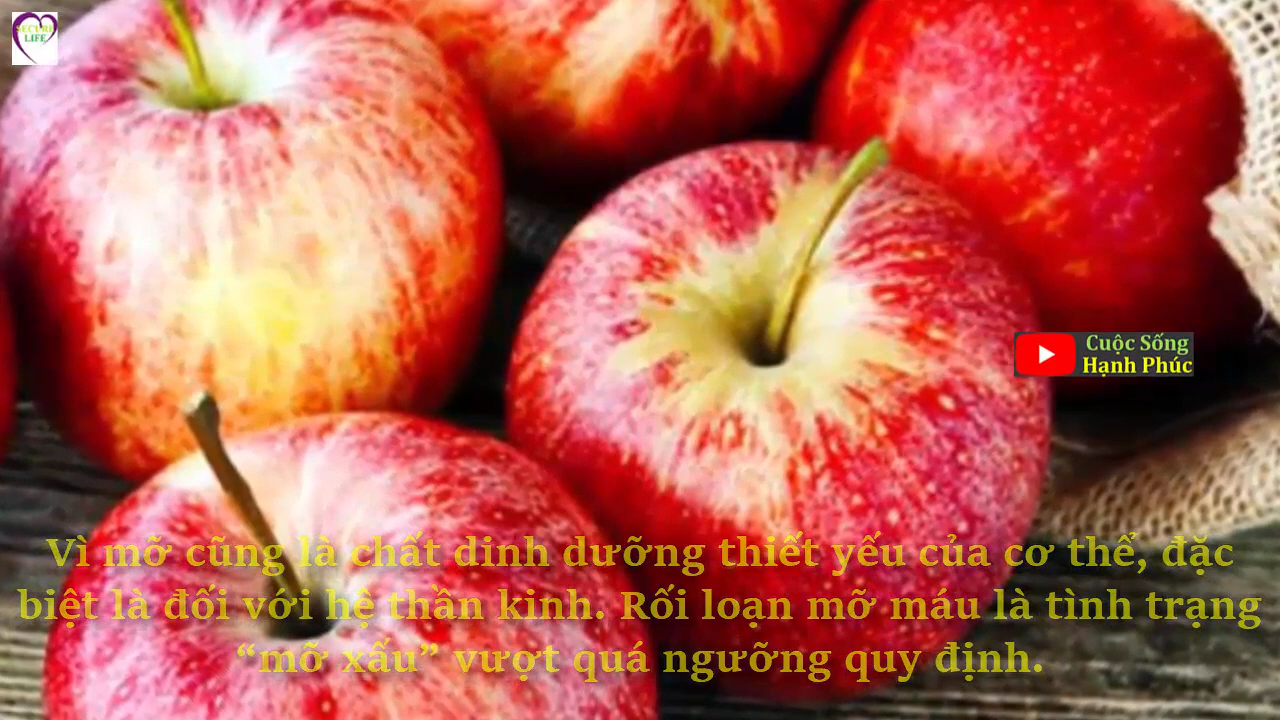 SECURE
LIFE
Cuộc Sống
Hạnh Phúc
Vì mỡ cũng là chất dinh dưỡng thiết yếu của cơ thể, đặc
biệt là đối với hệ thần kinh. Rối loạn mỡ máu là tình trạng
“mỡ xấu” vượt quá ngưỡng quy định.